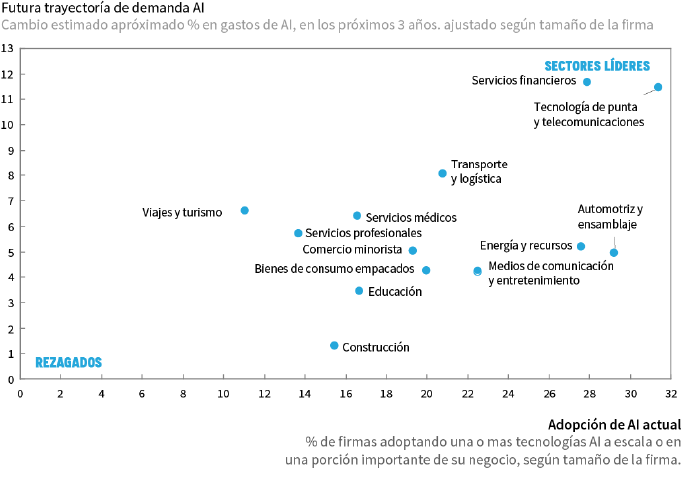 Futura trayectoría de demanda AI
Cambio estimado apróximado % en gastos de AI, en los próximos 3 años. ajustado según tamaño de la firma
13
12
11
10
9
8
7
6
5
4
3
2
1
0
SECTORES LÍDERES
Servicios financieros
Tecnología de punta
y telecomunicaciones
Transporte
y logística
Viajes y turismo
Servicios médicos
Automotriz y
ensamblaje
Servicios profesionales
Comercio minorista
Energía y recursos
Bienes de consumo empacados
Medios de comunicación
y entretenimiento
Educación
Construcción
REZAGADOS
0 2 4 6 8 10 12 14 16 18 20 22 24 26 28 30 32
Adopción de AI actual
% de firmas adoptando una o mas tecnologías AI a escala o en
una porción importante de su negocio, según tamaño de la firma.